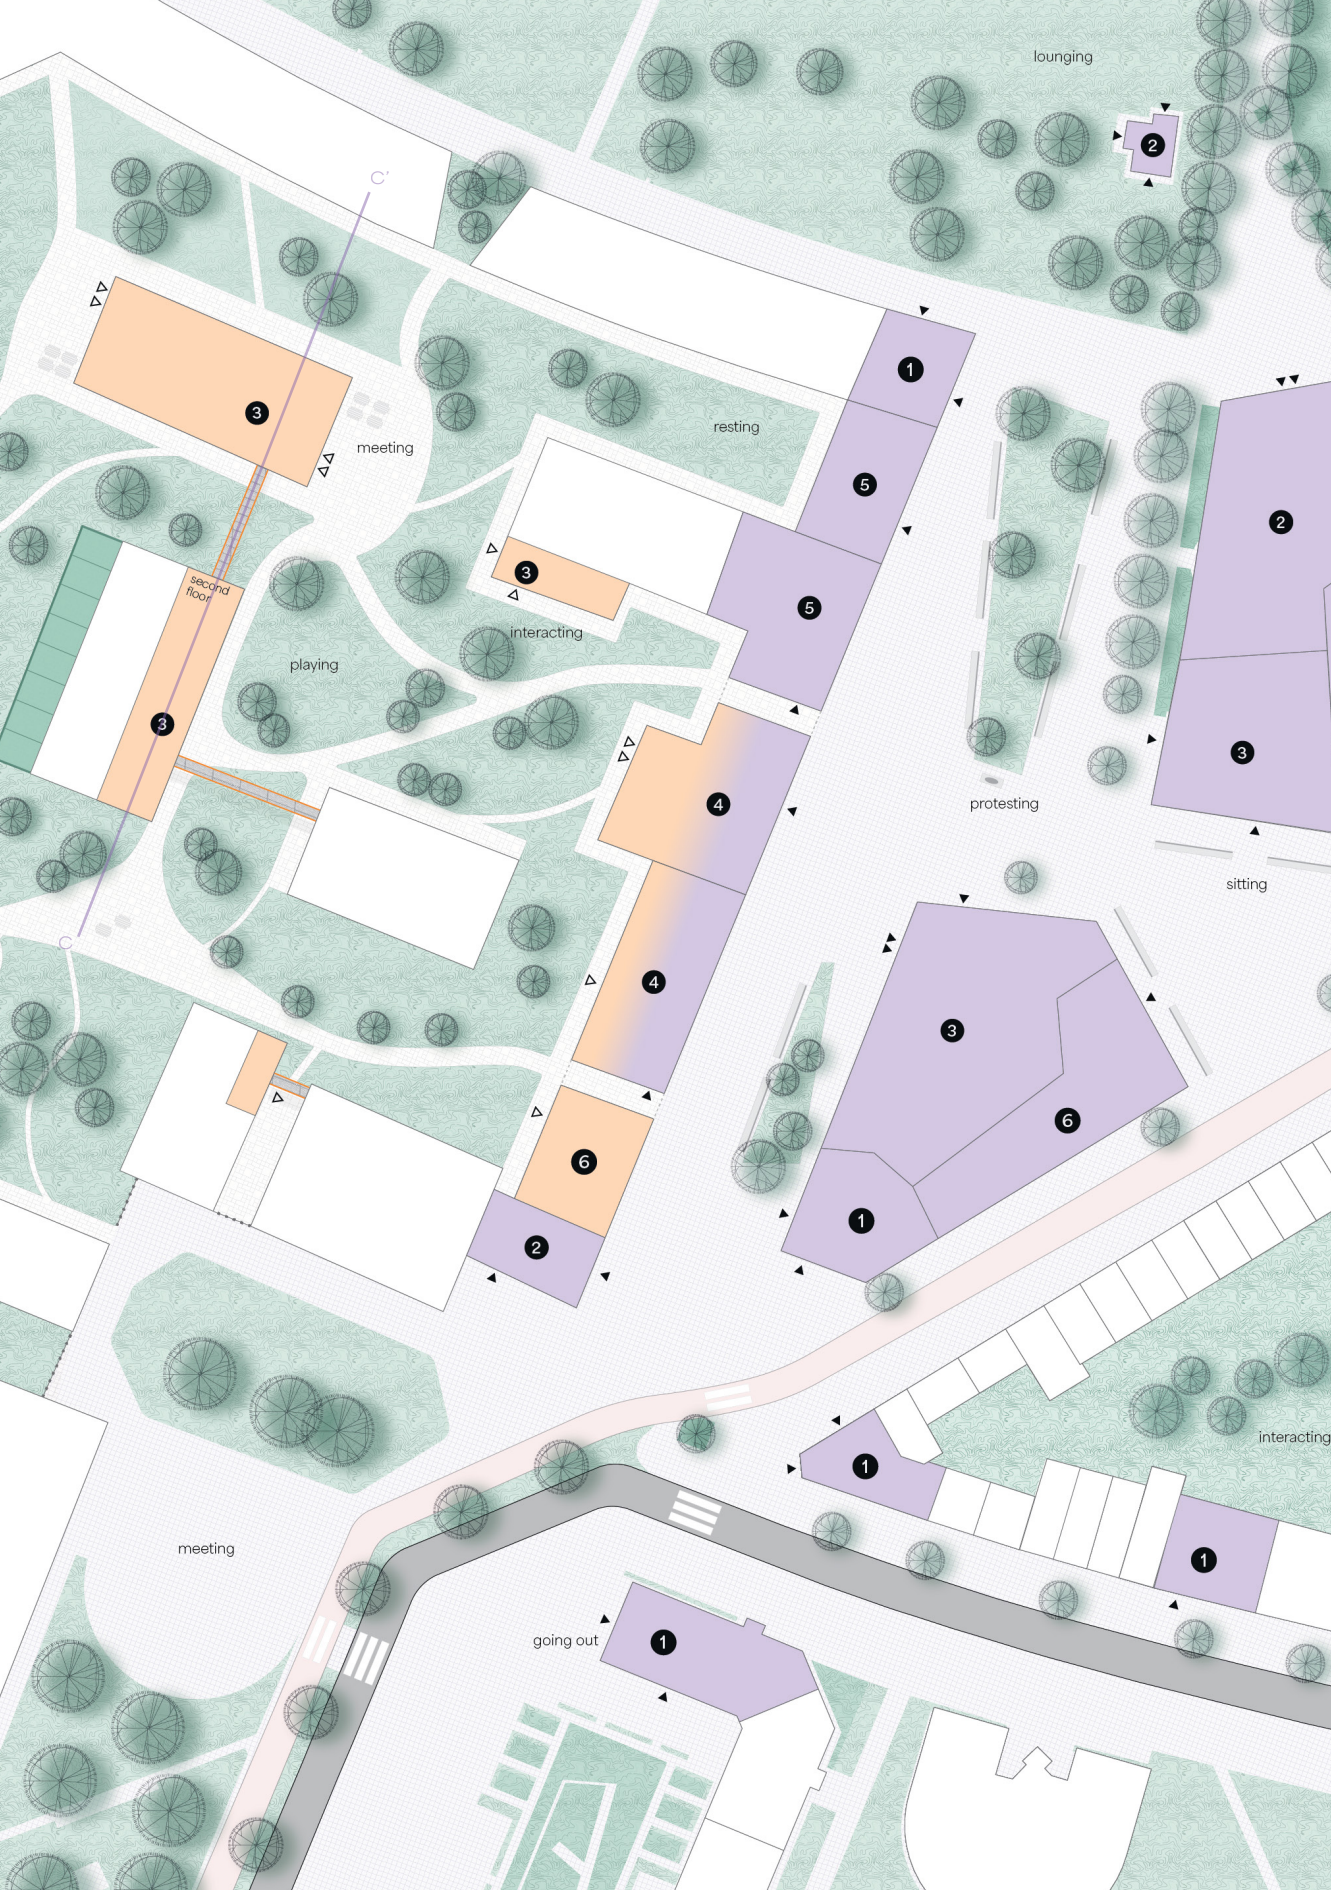 lounging
2
C'
1
3
resting
meeting
5
2
3
second
floor
5
interacting
playing
3
3
4
protesting
sitting
C
4
3
6
6
1
2
interacting
1
meeting
1
going out
1